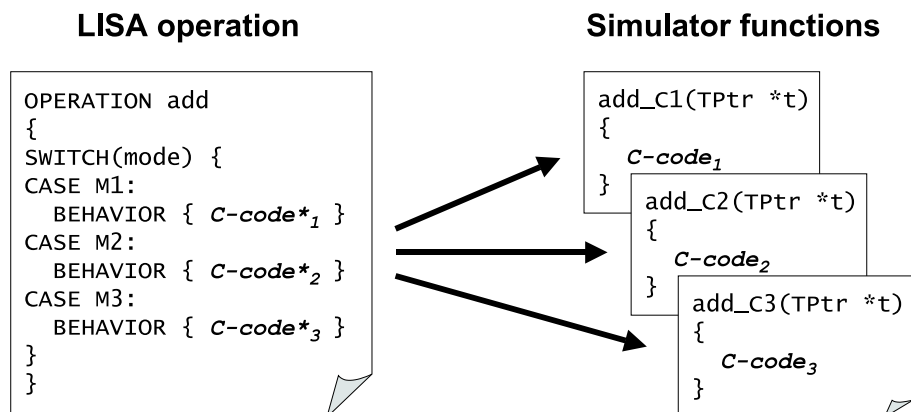 LISA operation
OPERATION add
{
SWITCH(mode) {
CASE M1:
BEHAVIOR { C-code*1 }
CASE M2:
BEHAVIOR { C-code*2 }
CASE M3:
BEHAVIOR { C-code*3 }
}
}
Simulator functions
add_C1(TPtr *t)
{
C-code1
}
add_C2(TPtr *t)
{
C-code2
}
add_C3(TPtr *t)
{
C-code3
}